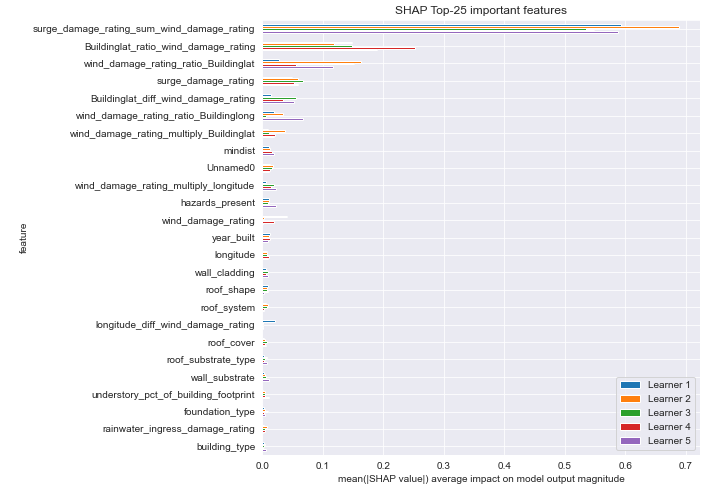 SHAP Top-25 important features
surge_damage_rating_sum_wind_damage_rating
Buildinglat_ratio_wind_damage_rating
wind_damage_rating_ratio_Buildinglat
surge_damage_rating
Buildinglat_diff_wind_damage_rating
wind_damage_rating_ratio_Buildinglong
wind_damage_rating_multiply_Buildinglat
mindist
Unnamed0
wind_damage_rating_multiply_longitude
hazards_present
wind_damage_rating
year_built
longitude
wall_cladding
roof_shape
roof_system
longitude_diff_wind_damage_rating
roof_cover
roof_substrate_type
wall_substrate
understory_pct_of_building_footprint
foundation_type
rainwater_ingress_damage_rating
building_type
feature
Learner 1
Learner 2
Learner 3
Learner 4
Learner 5
0.0 0.1 0.2 0.3 0.4 0.5 0.6 0.7
mean(|SHAP value|) average impact on model output magnitude